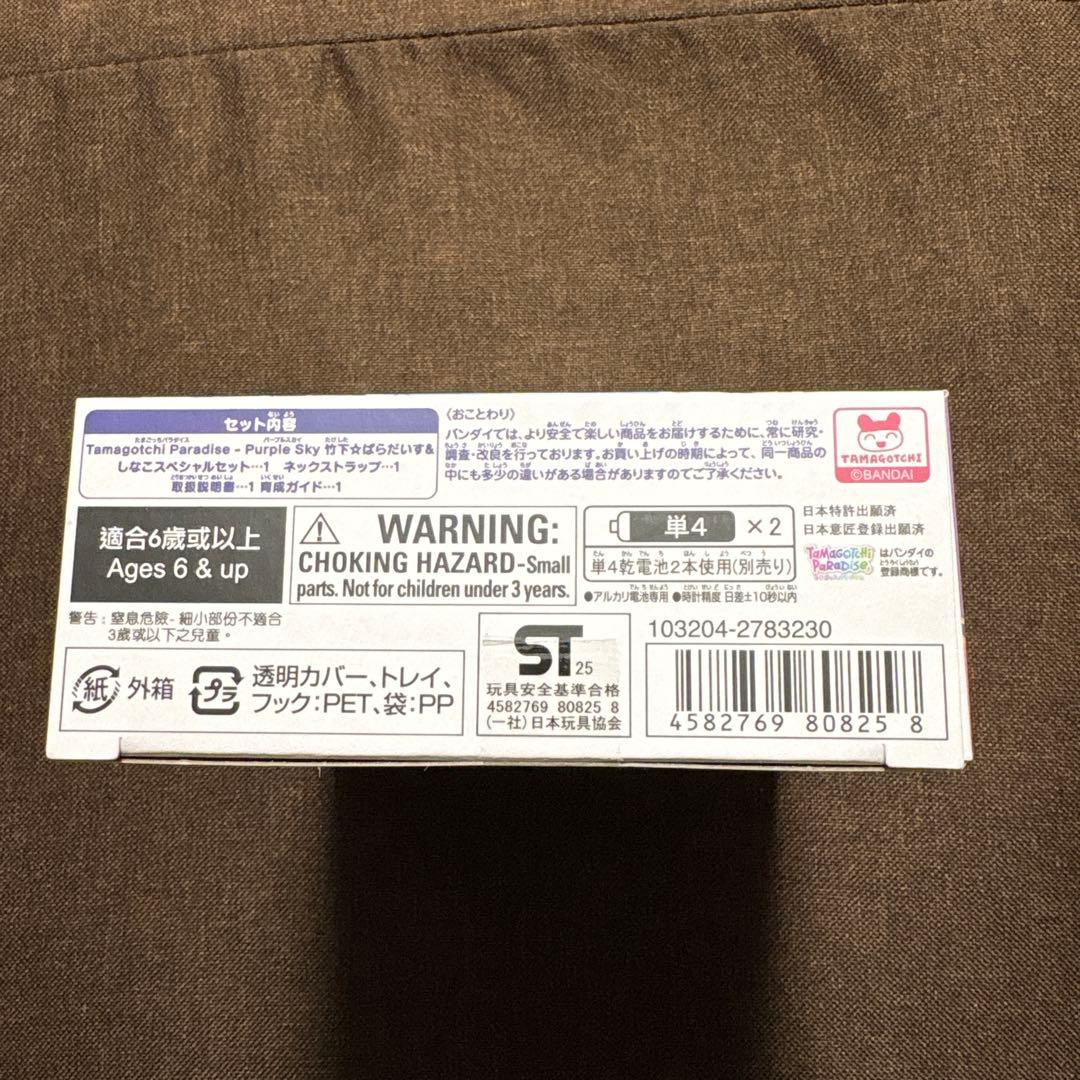 セット内容
Tamagotchi Paradise - Purple Sky 竹下☆ぱらだいす&
しなこスペシャルセット…1 ネックストラップ…1
取扱説明書…1 育成ガイド…1
〈おことわり〉
バンダイでは、より安全で楽しい商品をお届けするために、常に研究・
調査・改良を行っております。お買い上げの時期によって、同一商品の
中にも多少の違いがある場合がありますのでご了承ください。
TAMAGOTCHI
©BANDAI
適合6歲或以上
Ages 6 & up
WARNING:
CHOKING HAZARD-Small
parts. Not for children under 3 years.
警告:窒息危險-細小部份不適合
3歲或以下之兒童。
単4 ×2
単4乾電池2本使用(別売り)
●アルカリ電池専用 ●時計精度 日差±10秒以内
日本特許出願済
日本意匠登録出願済
TaMaGOTCHi PaRaDiSe はバンダイの
登録商標です。
紙 外箱
プラ 透明カバー、トレイ、
フック:PET、袋:PP
ST 25
玩具安全基準合格
4582769 80825 8
(一社)日本玩具協会
103204-2783230
4582769 80825 8